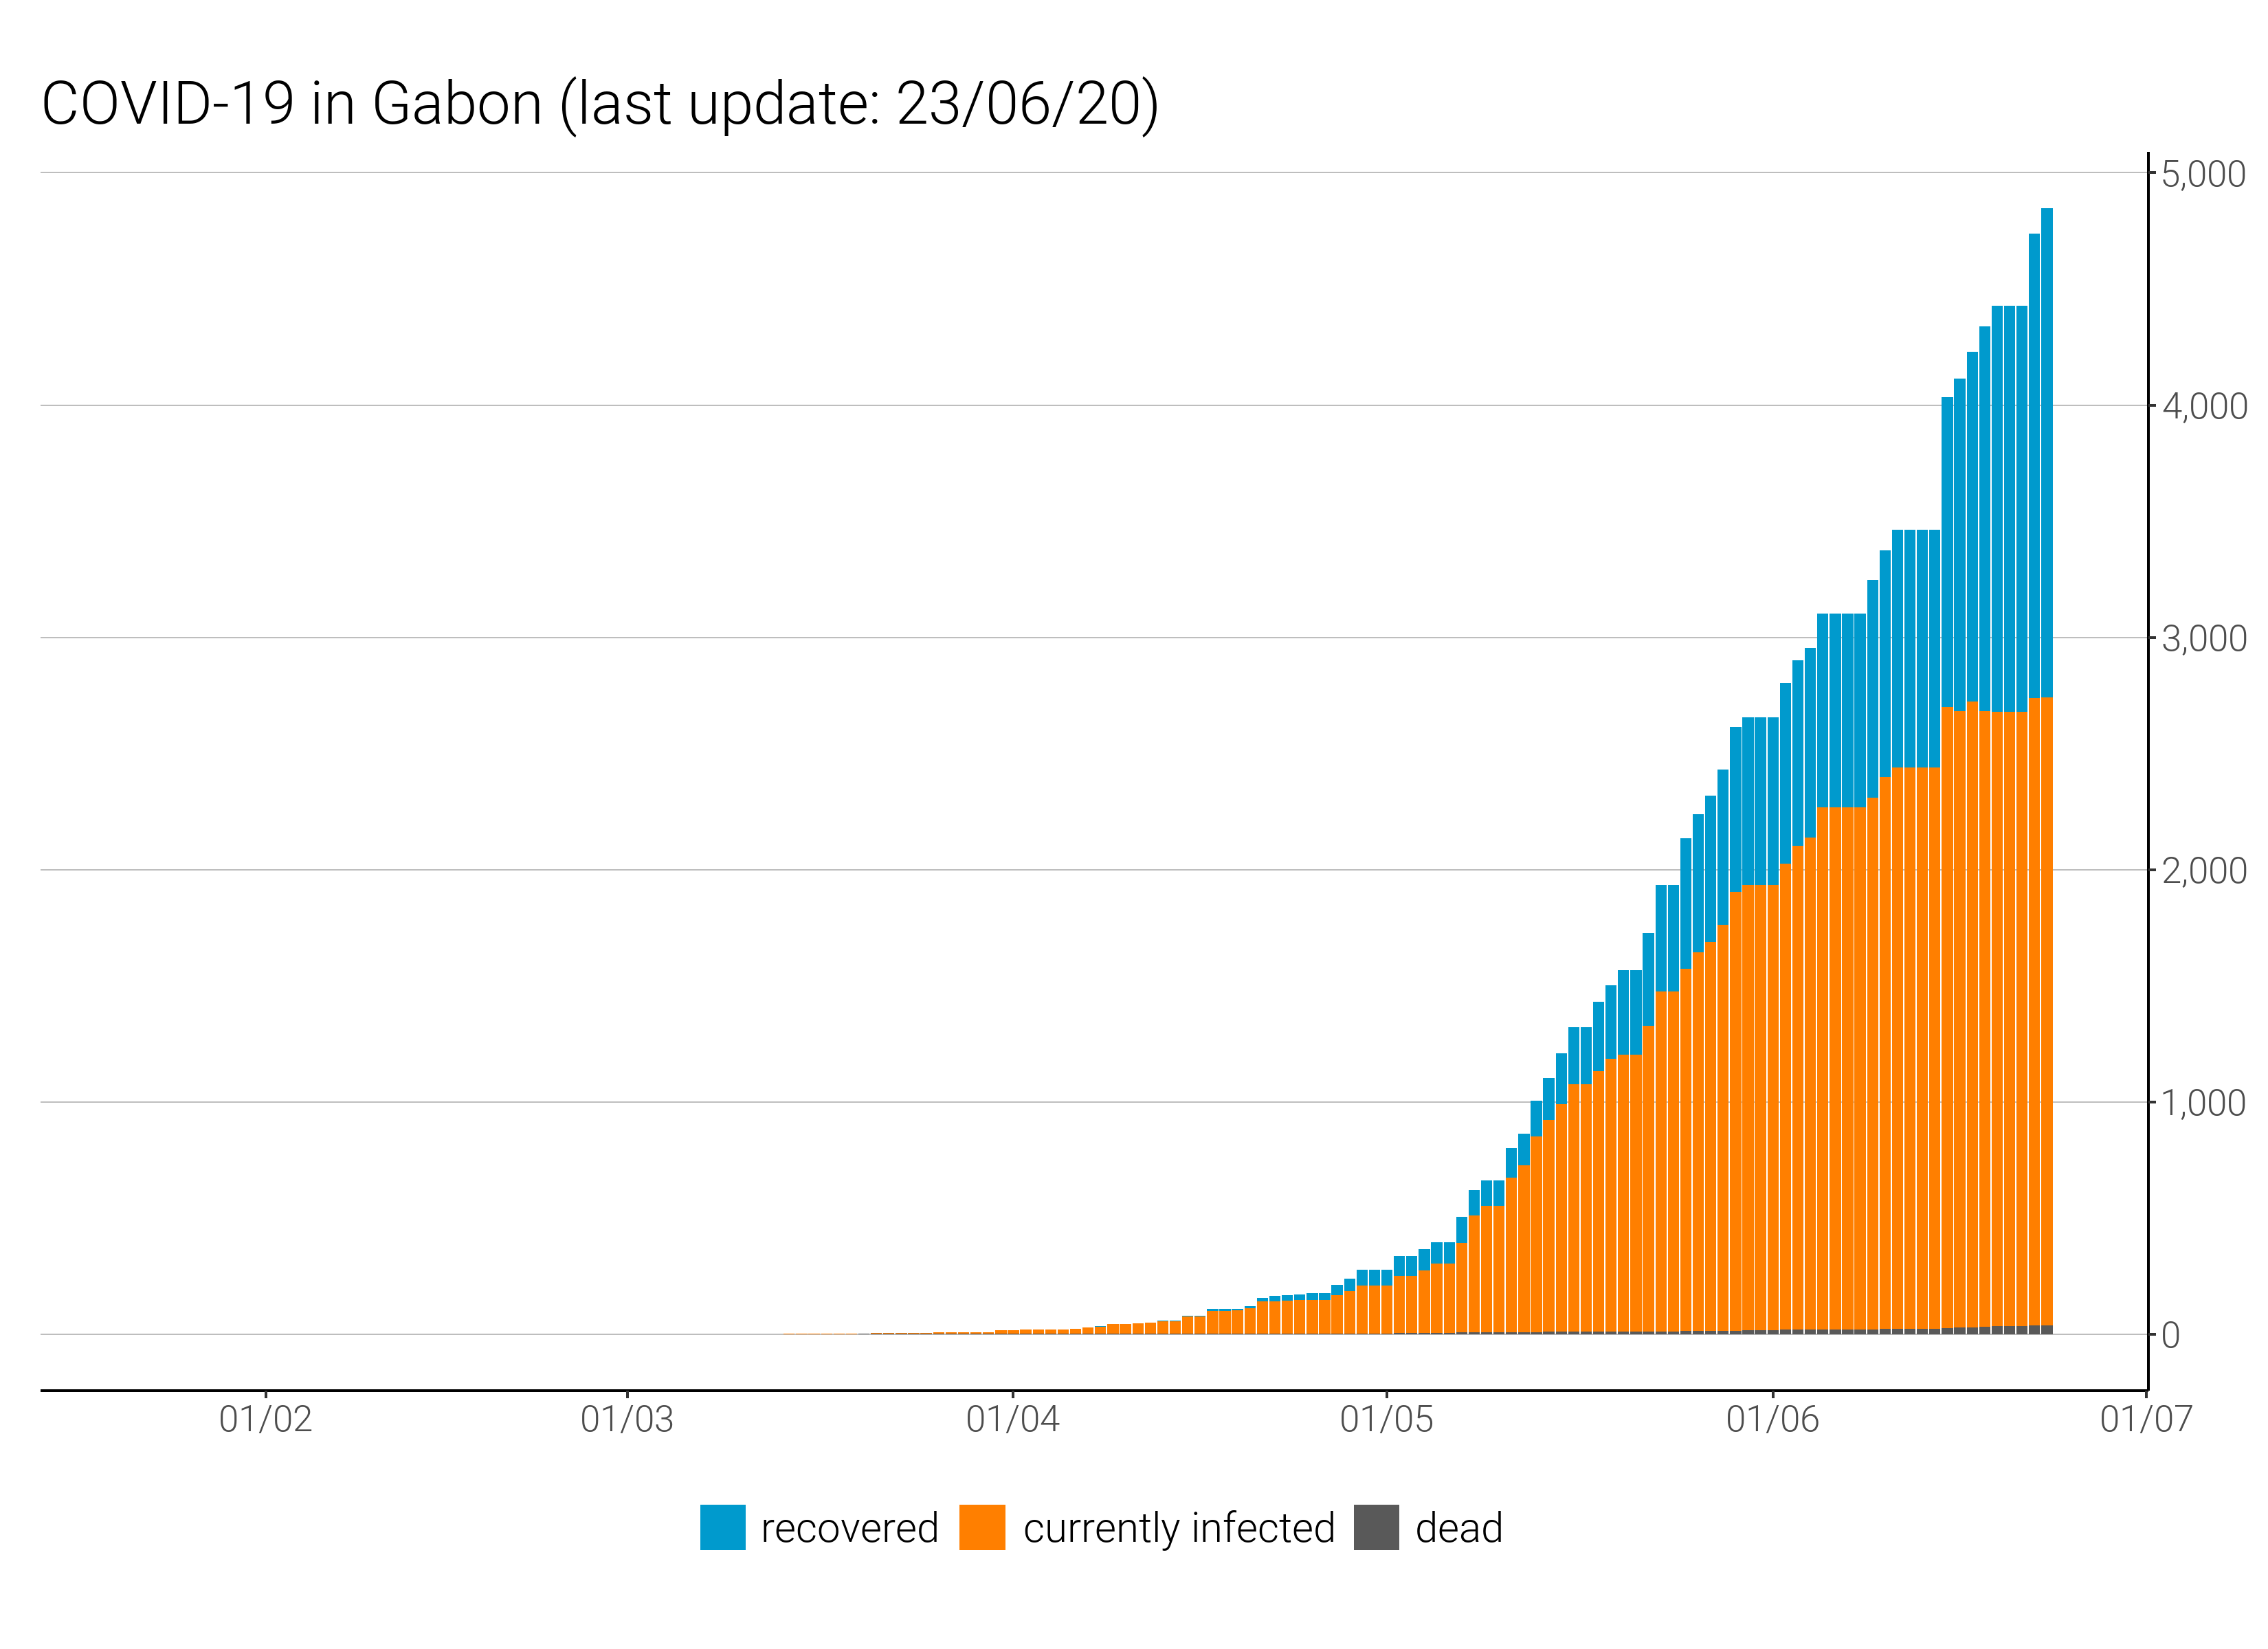 COVID-19 in Gabon (last update: 23/06/20)
5,000
4,000
3,000
2,000
1,000
0
01/02 01/03 01/04 01/05 01/06 01/07
recovered currently infected dead